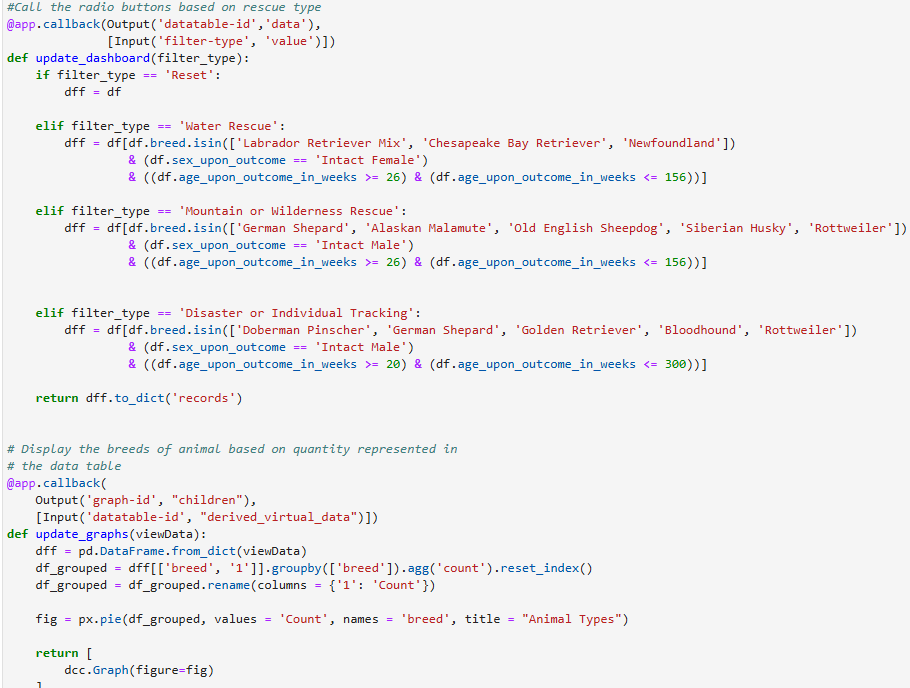 #Call the radio buttons based on rescue type
@app.callback(Output('datatable-id','data'),
              [Input('filter-type', 'value')])
def update_dashboard(filter_type):
    if filter_type == 'Reset':
        dff = df

    elif filter_type == 'Water Rescue':
        dff = df[df.breed.isin(['Labrador Retriever Mix', 'Chesapeake Bay Retriever', 'Newfoundland'])
                 & (df.sex_upon_outcome == 'Intact Female')
                 & ((df.age_upon_outcome_in_weeks >= 26) & (df.age_upon_outcome_in_weeks <= 156))]

    elif filter_type == 'Mountain or Wilderness Rescue':
        dff = df[df.breed.isin(['German Shepard', 'Alaskan Malamute', 'Old English Sheepdog', 'Siberian Husky', 'Rottweiler'])
                 & (df.sex_upon_outcome == 'Intact Male')
                 & ((df.age_upon_outcome_in_weeks >= 26) & (df.age_upon_outcome_in_weeks <= 156))]


    elif filter_type == 'Disaster or Individual Tracking':
        dff = df[df.breed.isin(['Doberman Pinscher', 'German Shepard', 'Golden Retriever', 'Bloodhound', 'Rottweiler'])
                 & (df.sex_upon_outcome == 'Intact Male')
                 & ((df.age_upon_outcome_in_weeks >= 20) & (df.age_upon_outcome_in_weeks <= 300))]

    return dff.to_dict('records')


# Display the breeds of animal based on quantity represented in
# the data table
@app.callback(
    Output('graph-id', "children"),
    [Input('datatable-id', "derived_virtual_data")])
def update_graphs(viewData):
    dff = pd.DataFrame.from_dict(viewData)
    df_grouped = dff[['breed', '1']].groupby(['breed']).agg('count').reset_index()
    df_grouped = df_grouped.rename(columns = {'1': 'Count'})

    fig = px.pie(df_grouped, values = 'Count', names = 'breed', title = "Animal Types")

    return [
        dcc.Graph(figure=fig)
    ]